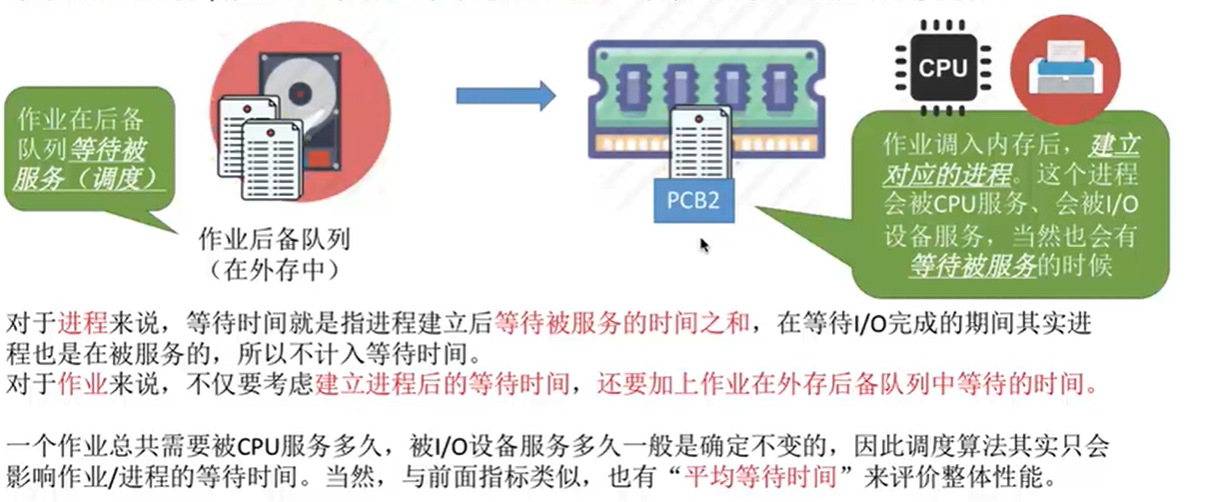 作业在后备
队列等待被
服务（调度）
作业后备队列
（在外存中）
PCB2
CPU
作业调入内存后，建立
对应的进程。这个进程
会被CPU服务、会被I/O
设备服务，当然也会有
等待被服务的时候
对于进程来说，等待时间就是指进程建立后等待被服务的时间之和，在等待I/O完成的期间其实进
程也是在被服务的，所以不计入等待时间。
对于作业来说，不仅要考虑建立进程后的等待时间，还要加上作业在外存后备队列中等待的时间。
一个作业总共需要被CPU服务多久，被I/O设备服务多久一般是确定不变的，因此调度算法其实只会
影响作业/进程的等待时间。当然，与前面指标类似，也有“平均等待时间”来评价整体性能。